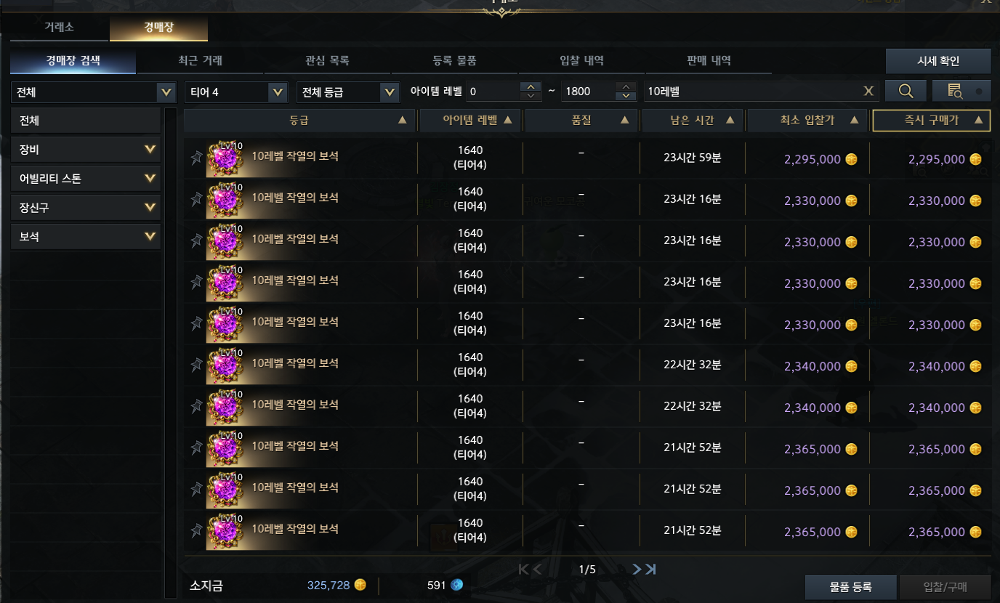 거래소
거래소 경매장
경매장 검색 최근 거래 관심 목록 등록 물품 입찰 내역 판매 내역 시세 확인
전체 티어 4 전체 등급 아이템 레벨 0 ~ 1800 10레벨 X
전체
장비
어빌리티 스톤
장신구
보석
등급 아이템 레벨 품질 남은 시간 최소 입찰가 즉시 구매가
Lv.10 10레벨 작열의 보석 1640 (티어4) - 23시간 59분 2,295,000 2,295,000
Lv.10 10레벨 작열의 보석 1640 (티어4) - 23시간 16분 2,330,000 2,330,000
Lv.10 10레벨 작열의 보석 1640 (티어4) - 23시간 16분 2,330,000 2,330,000
Lv.10 10레벨 작열의 보석 1640 (티어4) - 23시간 16분 2,330,000 2,330,000
Lv.10 10레벨 작열의 보석 1640 (티어4) - 23시간 16분 2,330,000 2,330,000
Lv.10 10레벨 작열의 보석 1640 (티어4) - 22시간 32분 2,340,000 2,340,000
Lv.10 10레벨 작열의 보석 1640 (티어4) - 22시간 32분 2,340,000 2,340,000
Lv.10 10레벨 작열의 보석 1640 (티어4) - 21시간 52분 2,365,000 2,365,000
Lv.10 10레벨 작열의 보석 1640 (티어4) - 21시간 52분 2,365,000 2,365,000
Lv.10 10레벨 작열의 보석 1640 (티어4) - 21시간 52분 2,365,000 2,365,000
1/5
소지금 325,728 591
물품 등록 입찰/구매